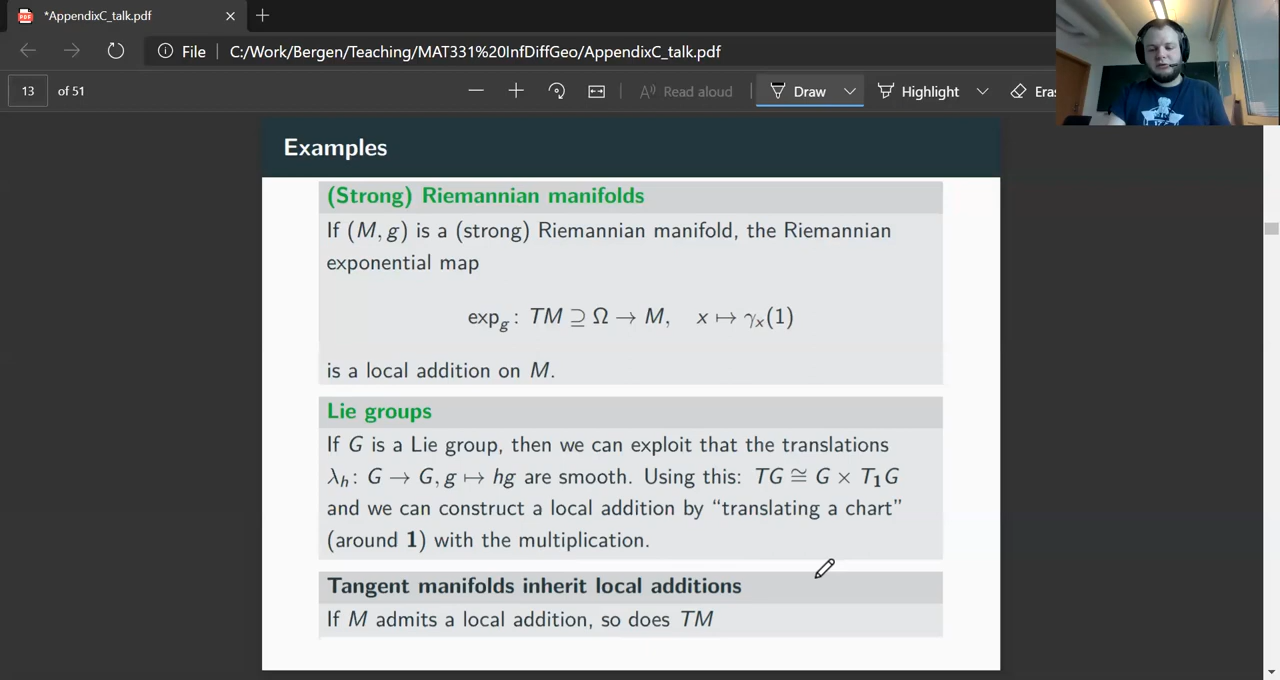 *AppendixC_talk.pdf
File
C:/Work/Bergen/Teaching/MAT331%20InfDiffGeo/AppendixC_talk.pdf
13 of 51
Read aloud
Draw
Highlight
Eras
Examples
(Strong) Riemannian manifolds
If (M, g) is a (strong) Riemannian manifold, the Riemannian
exponential map
exp_g : TM ⊇ Ω → M, x ↦ γ_x(1)
is a local addition on M.
Lie groups
If G is a Lie group, then we can exploit that the translations
λ_h : G → G, g ↦ hg are smooth. Using this: TG ≅ G × T_1G
and we can construct a local addition by “translating a chart”
(around 1) with the multiplication.
Tangent manifolds inherit local additions
If M admits a local addition, so does TM